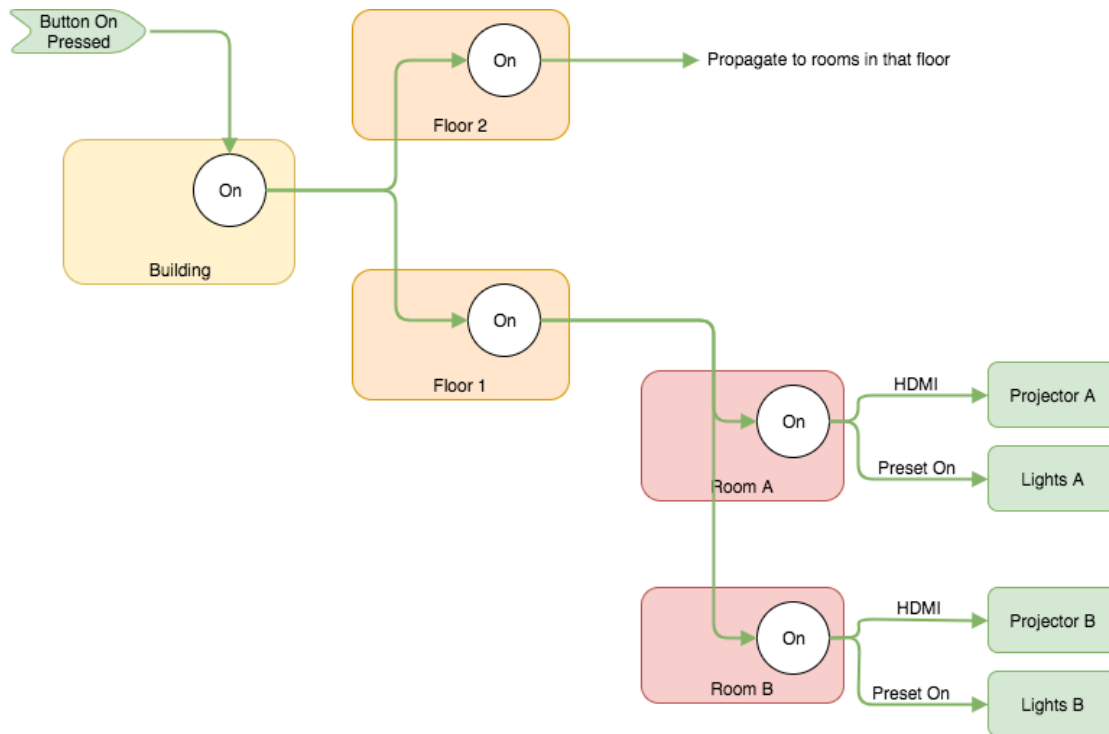 Button On
Pressed
On
Propagate to rooms in that floor
Floor 2
On
Building
On
Floor 1
HDMI
Projector A
On
Preset On
Lights A
Room A
HDMI
Projector B
On
Preset On
Lights B
Room B